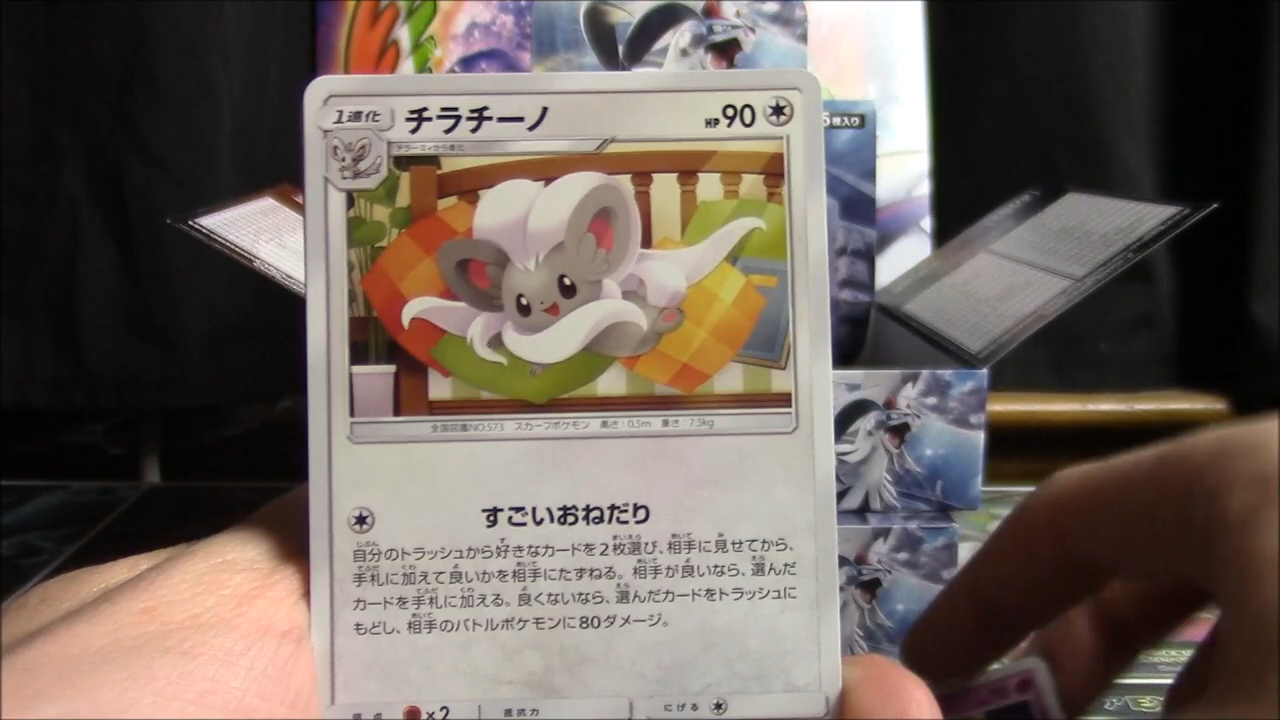 1進化 チラチーノ HP90
チラーミィから進化
5枚入り
全国図鑑NO.573 スカーフポケモン 高さ:0.5m 重さ:7.5kg
すごいおねだり
自分のトラッシュから好きなカードを2枚選び、相手に見せてから、
手札に加えて良いかを相手にたずねる。相手が良いなら、選んだ
カードを手札に加える。良くないなら、選んだカードをトラッシュに
もどし、相手のバトルポケモンに80ダメージ。
弱点 ×2 抵抗力 にげる